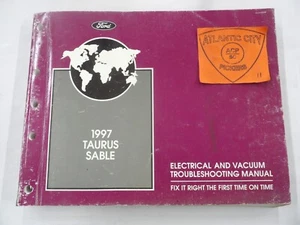 Ford
ATLANTIC CITY
PICKERS
1997
TAURUS
SABLE
ELECTRICAL AND VACUUM
TROUBLESHOOTING MANUAL
FIX IT RIGHT THE FIRST TIME ON TIME